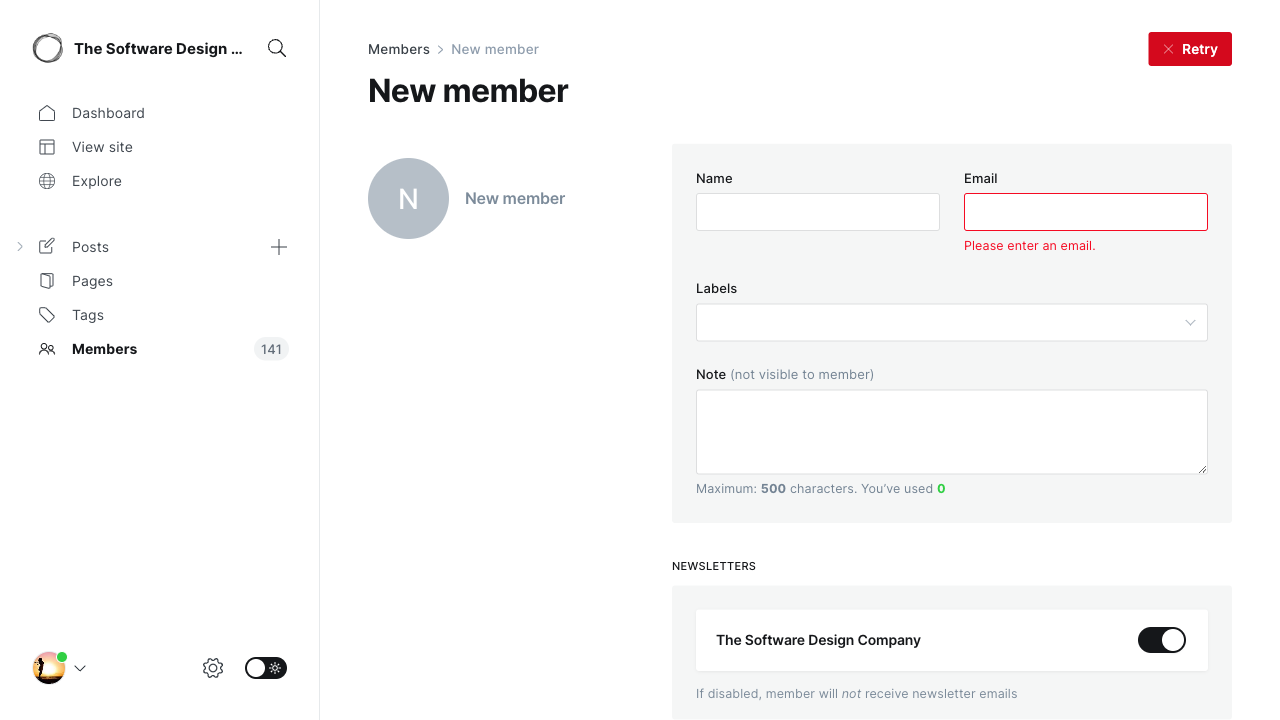 The Software Design ...
Dashboard
View site
Explore
Posts
Pages
Tags
Members
141
Members
New member
Retry
New member
N
New member
Name
Email
Please enter an email.
Labels
Note (not visible to member)
Maximum: 500 characters. You've used 0
NEWSLETTERS
The Software Design Company
If disabled, member will not receive newsletter emails